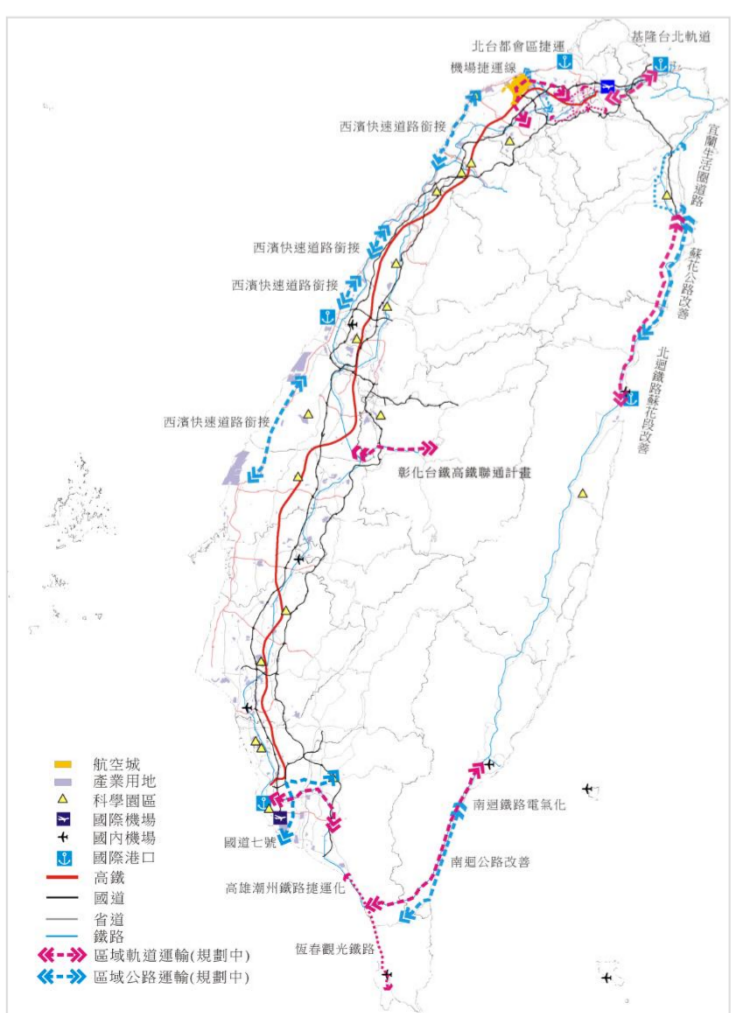 北台都會區捷運
基隆台北軌道
機場捷運線
西濱快速道路銜接
宜蘭生活圈道路
西濱快速道路銜接
蘇花公路改善
西濱快速道路銜接
北迴鐵路蘇花段改善
西濱快速道路銜接
彰化台鐵高鐵聯通計畫
航空城
產業用地
科學園區
國際機場
國內機場
國際港口
高鐵
國道
省道
鐵路
區域軌道運輸(規劃中)
區域公路運輸(規劃中)
南迴鐵路電氣化
國道七號
南迴公路改善
高雄潮州鐵路捷運化
恆春觀光鐵路